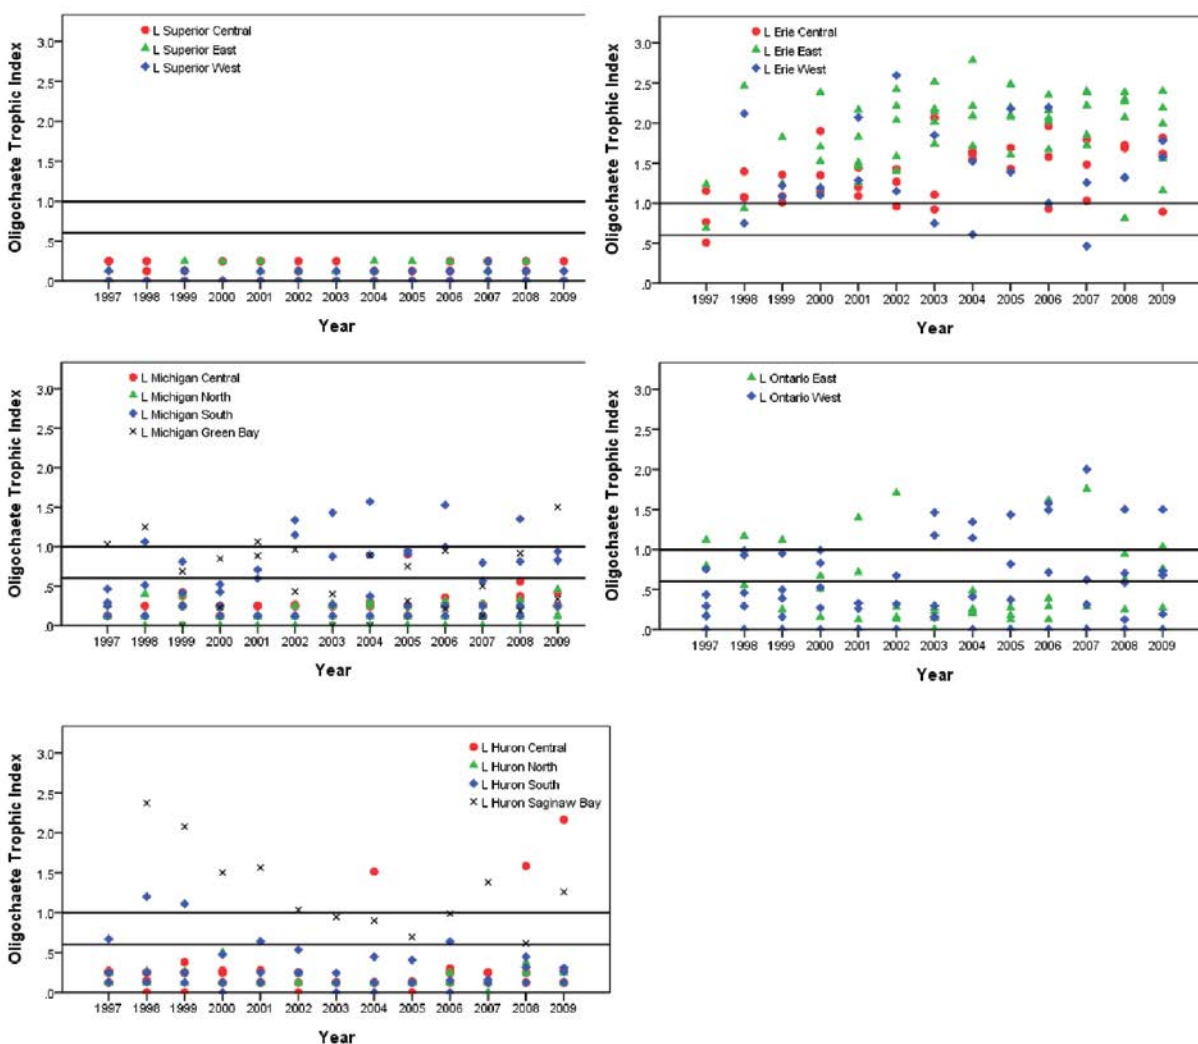 L Superior Central
L Superior East
L Superior West
Oligochaete Trophic Index
3.0
2.5
2.0
1.5
1.0
.5
.0
1997 1998 1999 2000 2001 2002 2003 2004 2005 2006 2007 2008 2009
Year
L Erie Central
L Erie East
L Erie West
Oligochaete Trophic Index
3.0
2.5
2.0
1.5
1.0
.5
.0
1997 1998 1999 2000 2001 2002 2003 2004 2005 2006 2007 2008 2009
Year
L Michigan Central
L Michigan North
L Michigan South
L Michigan Green Bay
Oligochaete Trophic Index
3.0
2.5
2.0
1.5
1.0
.5
.0
1997 1998 1999 2000 2001 2002 2003 2004 2005 2006 2007 2008 2009
Year
L Ontario East
L Ontario West
Oligochaete Trophic Index
3.0
2.5
2.0
1.5
1.0
.5
.0
1997 1998 1999 2000 2001 2002 2003 2004 2005 2006 2007 2008 2009
Year
L Huron Central
L Huron North
L Huron South
L Huron Saginaw Bay
Oligochaete Trophic Index
3.0
2.5
2.0
1.5
1.0
.5
.0
1997 1998 1999 2000 2001 2002 2003 2004 2005 2006 2007 2008 2009
Year